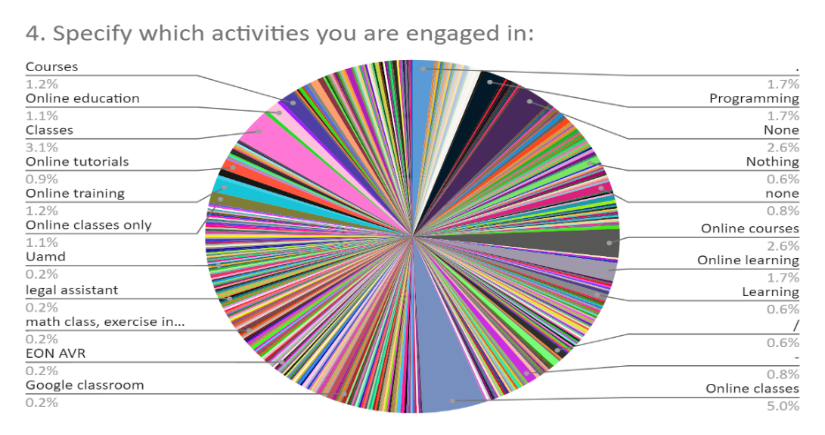 4. Specify which activities you are engaged in:
Courses
1.2%
Online education
1.1%
Classes
3.1%
Online tutorials
0.9%
Online training
1.2%
Online classes only
1.1%
Uamd
0.2%
legal assistant
0.2%
math class, exercise in...
0.2%
EON AVR
0.2%
Google classroom
0.2%
.
1.7%
Programming
1.7%
None
2.6%
Nothing
0.6%
none
0.8%
Online courses
2.6%
Online learning
1.7%
Learning
0.6%
/
0.6%
-
0.8%
Online classes
5.0%